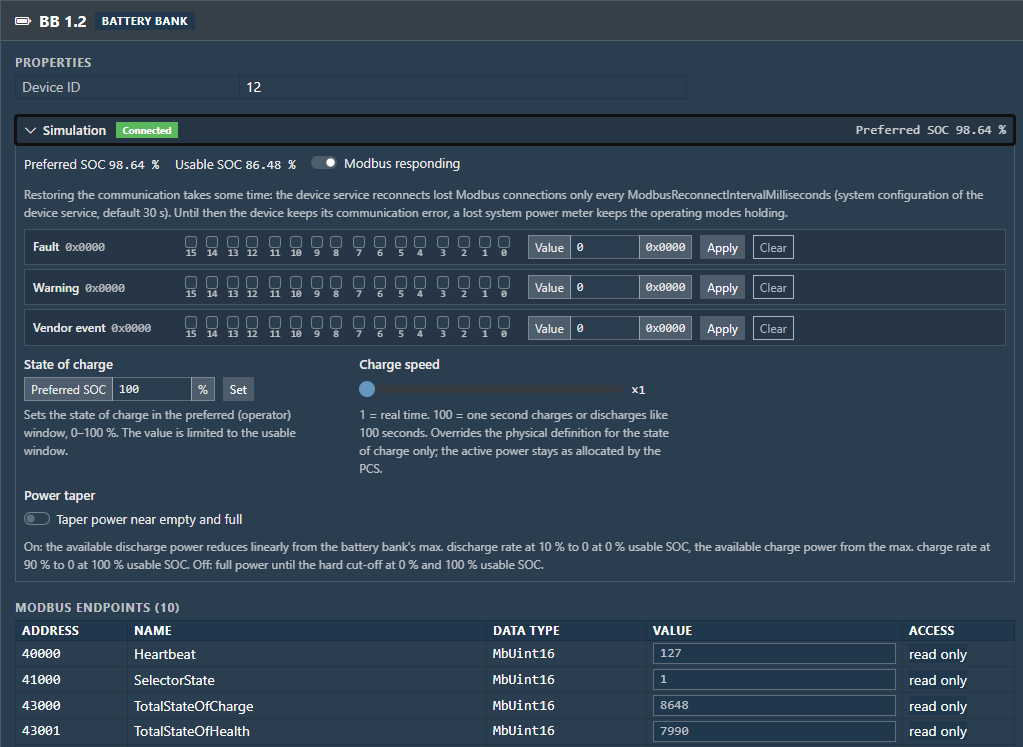 BB 1.2 BATTERY BANK
PROPERTIES
Device ID 12
Simulation Connected Preferred SOC 98.64 %
Preferred SOC 98.64 % Usable SOC 86.48 % Modbus responding
Restoring the communication takes some time: the device service reconnects lost Modbus connections only every ModbusReconnectIntervalMilliseconds (system configuration of the
device service, default 30 s). Until then the device keeps its communication error, a lost system power meter keeps the operating modes holding.
Fault 0x0000 15 14 13 12 11 10 9 8 7 6 5 4 3 2 1 0 Value 0 0x0000 Apply Clear
Warning 0x0000 15 14 13 12 11 10 9 8 7 6 5 4 3 2 1 0 Value 0 0x0000 Apply Clear
Vendor event 0x0000 15 14 13 12 11 10 9 8 7 6 5 4 3 2 1 0 Value 0 0x0000 Apply Clear
State of charge
Preferred SOC 100 % Set
Sets the state of charge in the preferred (operator)
window, 0–100 %. The value is limited to the usable
window.
Charge speed
x1
1 = real time. 100 = one second charges or discharges like
100 seconds. Overrides the physical definition for the state
of charge only; the active power stays as allocated by the
PCS.
Power taper
Taper power near empty and full
On: the available discharge power reduces linearly from the battery bank's max. discharge rate at 10 % to 0 at 0 % usable SOC, the available charge power from the max. charge rate at
90 % to 0 at 100 % usable SOC. Off: full power until the hard cut-off at 0 % and 100 % usable SOC.
MODBUS ENDPOINTS (10)
ADDRESS NAME DATA TYPE VALUE ACCESS
40000 Heartbeat MbUint16 127 read only
41000 SelectorState MbUint16 1 read only
43000 TotalStateOfCharge MbUint16 8648 read only
43001 TotalStateOfHealth MbUint16 7990 read only